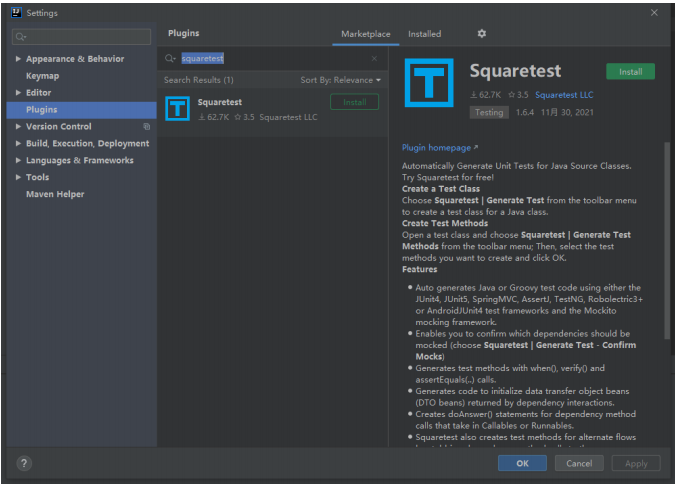 Settings
Plugins
Marketplace
Installed
Appearance & Behavior
Keymap
Editor
Plugins
Version Control
Build, Execution, Deployment
Languages & Frameworks
Tools
Maven Helper
squaretest
Search Results (1)
Sort By: Relevance
Squaretest
Install
62.7K 3.5 Squaretest LLC
Squaretest
Install
62.7K 3.5 Squaretest LLC
Testing 1.6.4 11月 30, 2021
Plugin homepage
Automatically Generate Unit Tests for Java Source Classes.
Try Squaretest for free!
Create a Test Class
Choose Squaretest | Generate Test from the toolbar menu
to create a test class for a Java class.
Create Test Methods
Open a test class and choose Squaretest | Generate Test
Methods from the toolbar menu; Then, select the test
methods you want to create and click OK.
Features
Auto generates Java or Groovy test code using either the
JUnit4, JUnit5, SpringMVC, AssertJ, TestNG, Robolectric3+
or AndroidJUnit4 test frameworks and the Mockito
mocking framework.
Enables you to confirm which dependencies should be
mocked (choose Squaretest | Generate Test - Confirm
Mocks)
Generates test methods with when(), verify() and
assertEquals(..) calls.
Generates code to initialize data transfer object beans
(DTO beans) returned by dependency interactions.
Creates doAnswer() statements for dependency method
calls that take in Callables or Runnables.
Squaretest also creates test methods for alternate flows
?
OK
Cancel
Apply